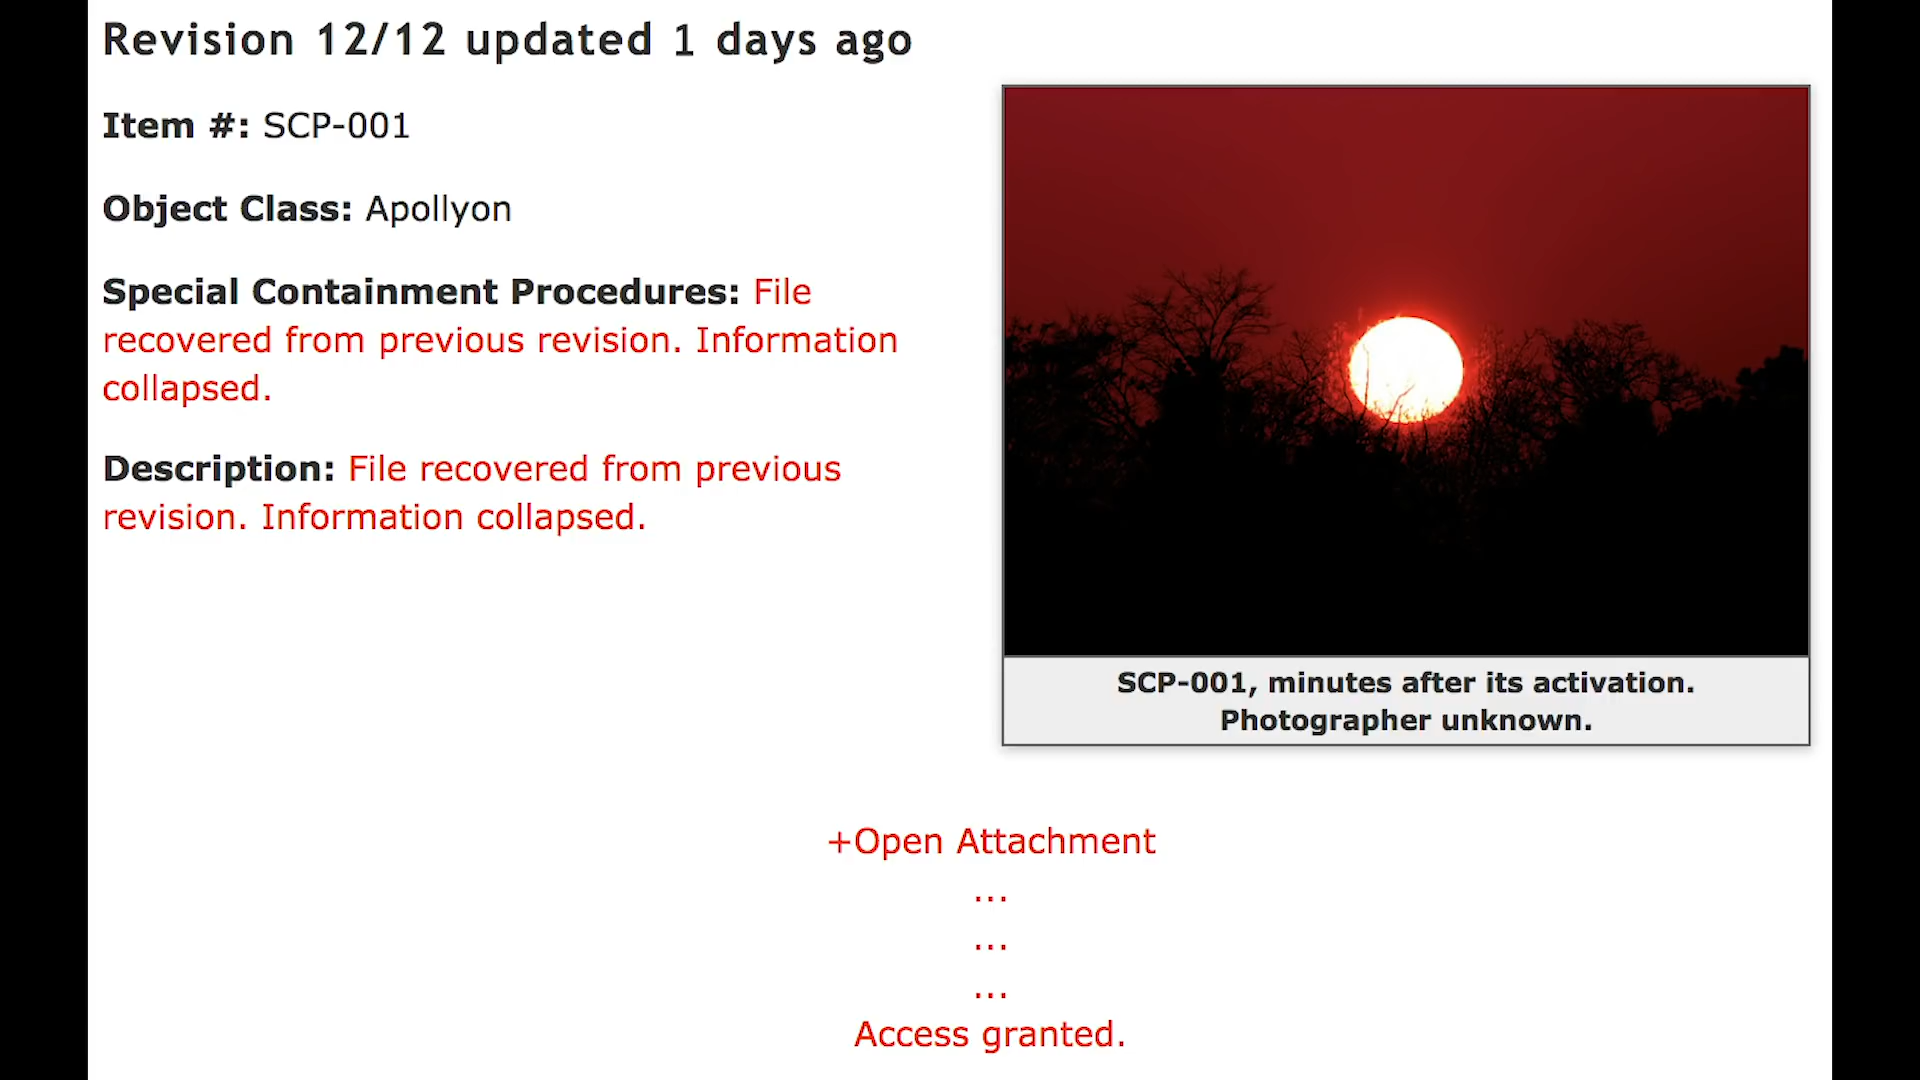 Revision 12/12 updated 1 days ago
Item #: SCP-001
Object Class: Apollyon
Special Containment Procedures: File
recovered from previous revision. Information
collapsed.
Description: File recovered from previous
revision. Information collapsed.
SCP-001, minutes after its activation.
Photographer unknown.
+Open Attachment
...
...
...
Access granted.